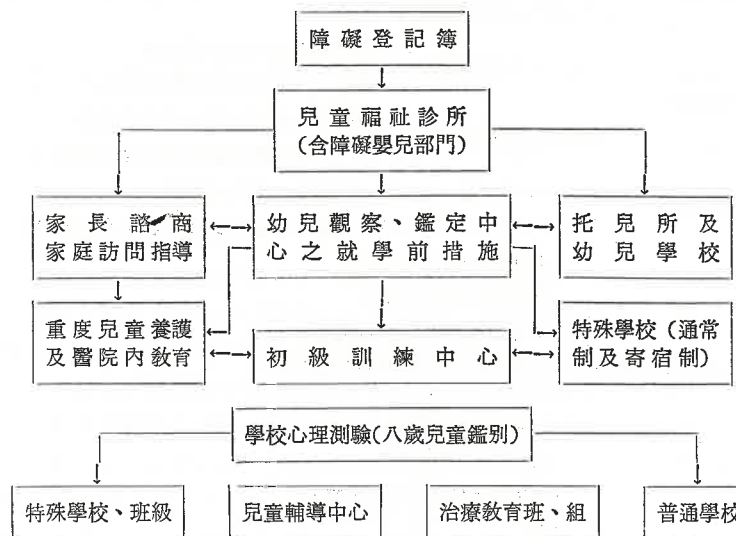 障礙登記簿
兒童福祉診所
(含障礙嬰兒部門)
家長諮商
家庭訪問指導
幼兒觀察、鑑定中
心之就學前措施
托兒所及
幼兒學校
重度兒童養護
及醫院內教育
初級訓練中心
特殊學校(通常
制及寄宿制)
學校心理測驗(八歲兒童鑑別)
特殊學校、班級
兒童輔導中心
治療教育班、組
普通學校